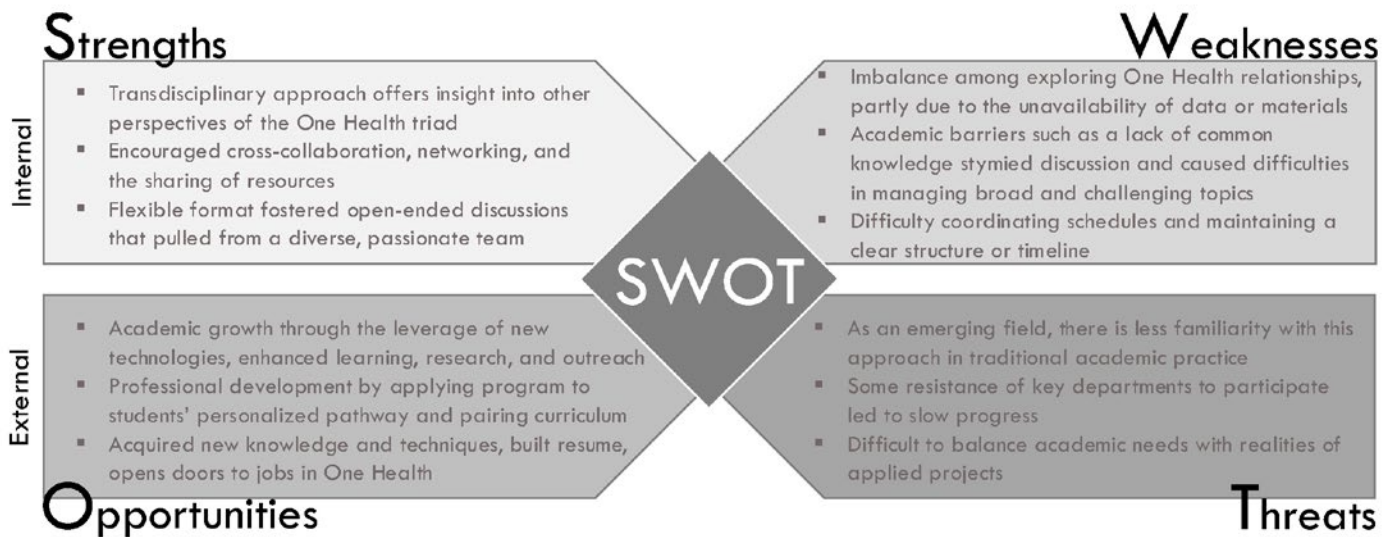 Strengths
Internal
▪ Transdisciplinary approach offers insight into other
perspectives of the One Health triad
▪ Encouraged cross-collaboration, networking, and
the sharing of resources
▪ Flexible format fostered open-ended discussions
that pulled from a diverse, passionate team
Weaknesses
▪ Imbalance among exploring One Health relationships,
partly due to the unavailability of data or materials
▪ Academic barriers such as a lack of common
knowledge stymied discussion and caused difficulties
in managing broad and challenging topics
▪ Difficulty coordinating schedules and maintaining a
clear structure or timeline
SWOT
External
▪ Academic growth through the leverage of new
technologies, enhanced learning, research, and outreach
▪ Professional development by applying program to
students' personalized pathway and pairing curriculum
▪ Acquired new knowledge and techniques, built resume,
opens doors to jobs in One Health
Opportunities
▪ As an emerging field, there is less familiarity with this
approach in traditional academic practice
▪ Some resistance of key departments to participate
led to slow progress
▪ Difficult to balance academic needs with realities of
applied projects
Threats